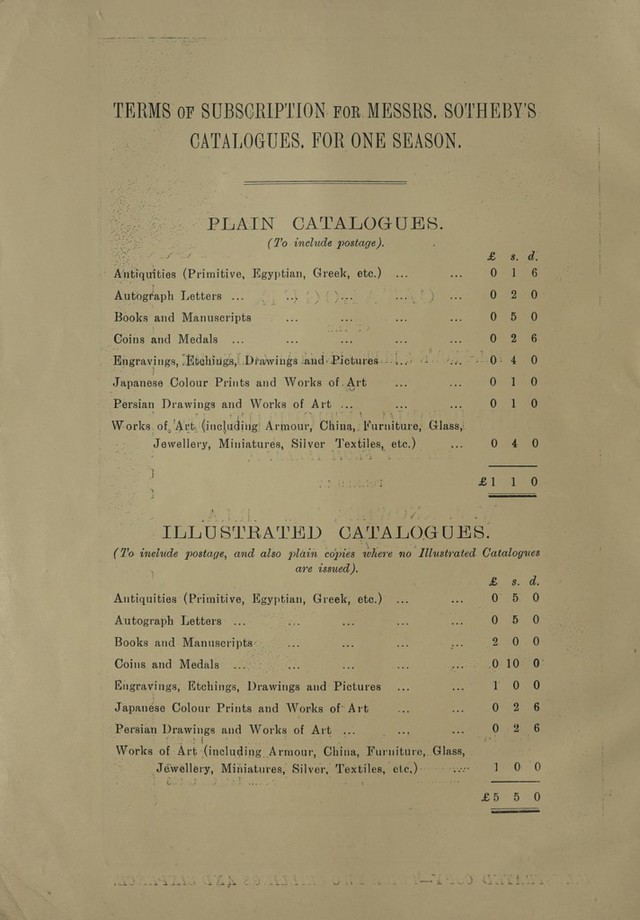 TERMS OF SUBSCRIPTION FOR MESSRS. SOTHEBY'S
CATALOGUES, FOR ONE SEASON.
PLAIN CATALOGUES.
(To include postage).
£ s. d.
Antiquities (Primitive, Egyptian, Greek, etc.) ... ... 0 1 6
Autograph Letters ... ... ... ... ... 0 2 0
Books and Manuscripts ... ... ... ... 0 5 0
Coins and Medals ... ... ... ... ... 0 2 6
Engravings, Etchings, Drawings and Pictures ... ... 0 4 0
Japanese Colour Prints and Works of Art ... ... 0 1 0
Persian Drawings and Works of Art ... ... ... 0 1 0
Works of Art (including Armour, China, Furniture, Glass,
Jewellery, Miniatures, Silver Textiles, etc.) ... 0 4 0
£1 1 0
ILLUSTRATED CATALOGUES.
(To include postage, and also plain copies where no Illustrated Catalogues
are issued).
£ s. d.
Antiquities (Primitive, Egyptian, Greek, etc.) ... ... 0 5 0
Autograph Letters ... ... ... ... ... 0 5 0
Books and Manuscripts ... ... ... ... 2 0 0
Coins and Medals ... ... ... ... ... 0 10 0
Engravings, Etchings, Drawings and Pictures ... ... 1 0 0
Japanese Colour Prints and Works of Art ... ... 0 2 6
Persian Drawings and Works of Art ... ... ... 0 2 6
Works of Art (including Armour, China, Furniture, Glass,
Jewellery, Miniatures, Silver, Textiles, etc.) ... 1 0 0
£5 5 0